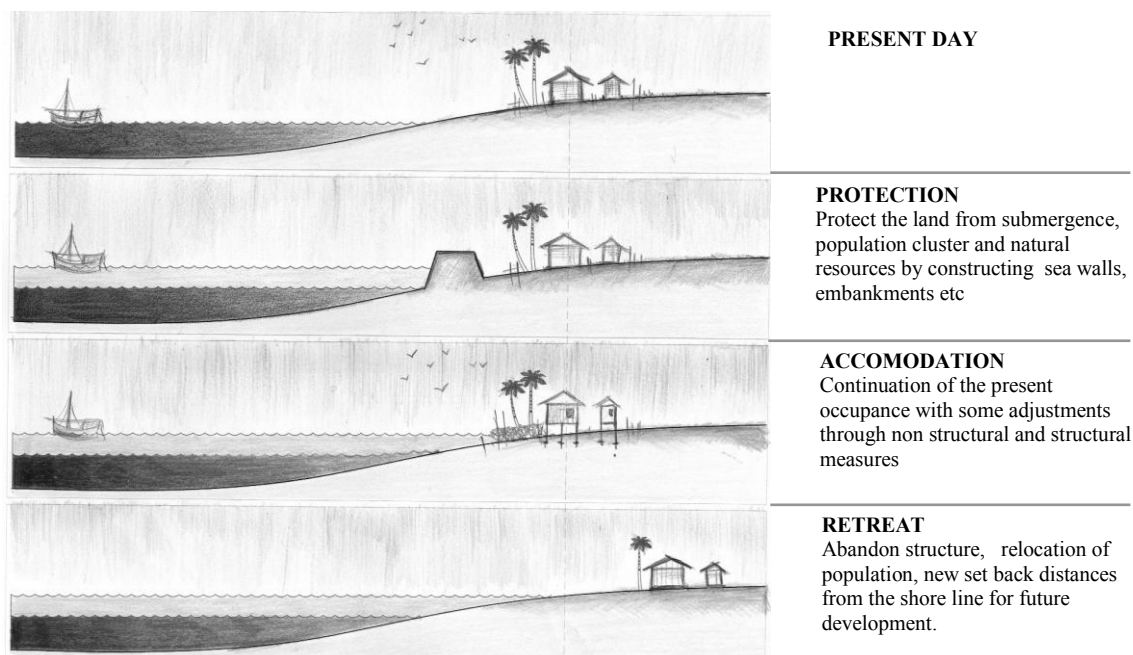 PRESENT DAY
PROTECTION
Protect the land from submergence,
population cluster and natural
resources by constructing sea walls,
embankments etc
ACCOMODATION
Continuation of the present
occupance with some adjustments
through non structural and structural
measures
RETREAT
Abandon structure, relocation of
population, new set back distances
from the shore line for future
development.